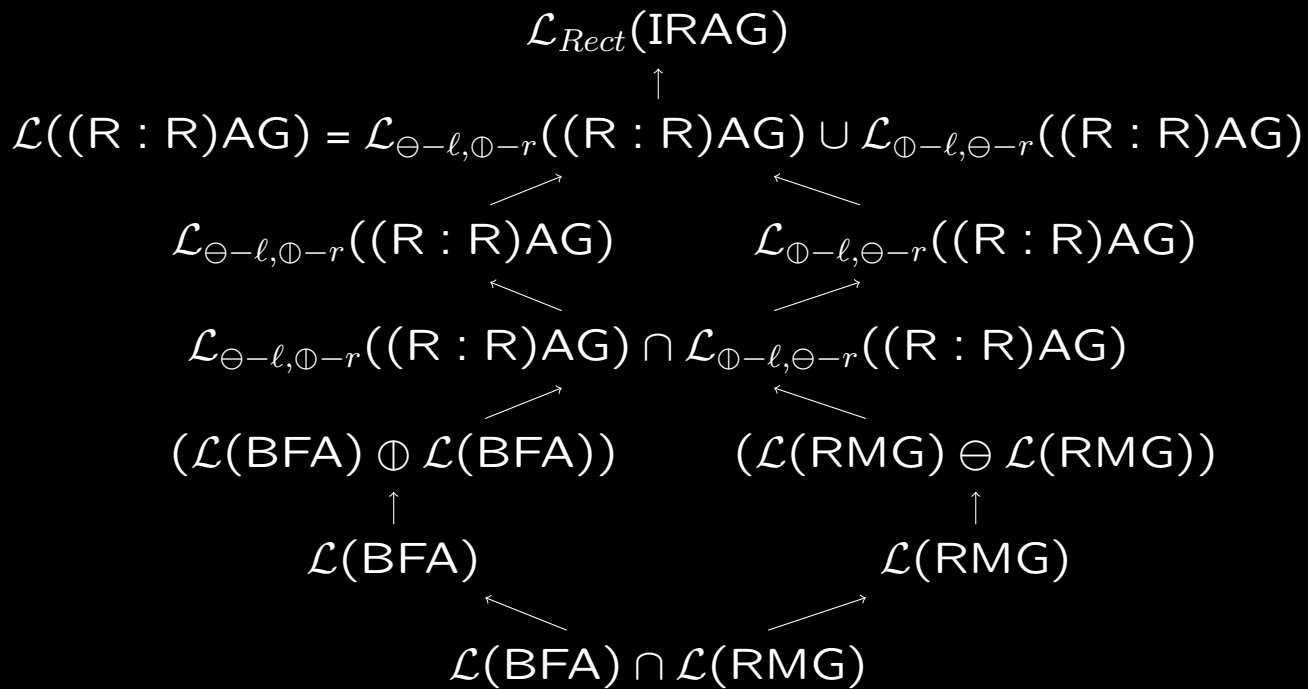 ℒ_{Rect}(IRAG)
ℒ((R : R)AG) = ℒ_{⊖−ℓ,⦶−r}((R : R)AG) ∪ ℒ_{⦶−ℓ,⊖−r}((R : R)AG)
ℒ_{⊖−ℓ,⦶−r}((R : R)AG) ℒ_{⦶−ℓ,⊖−r}((R : R)AG)
ℒ_{⊖−ℓ,⦶−r}((R : R)AG) ∩ ℒ_{⦶−ℓ,⊖−r}((R : R)AG)
(ℒ(BFA) ⦶ ℒ(BFA)) (ℒ(RMG) ⊖ ℒ(RMG))
ℒ(BFA) ℒ(RMG)
ℒ(BFA) ∩ ℒ(RMG)